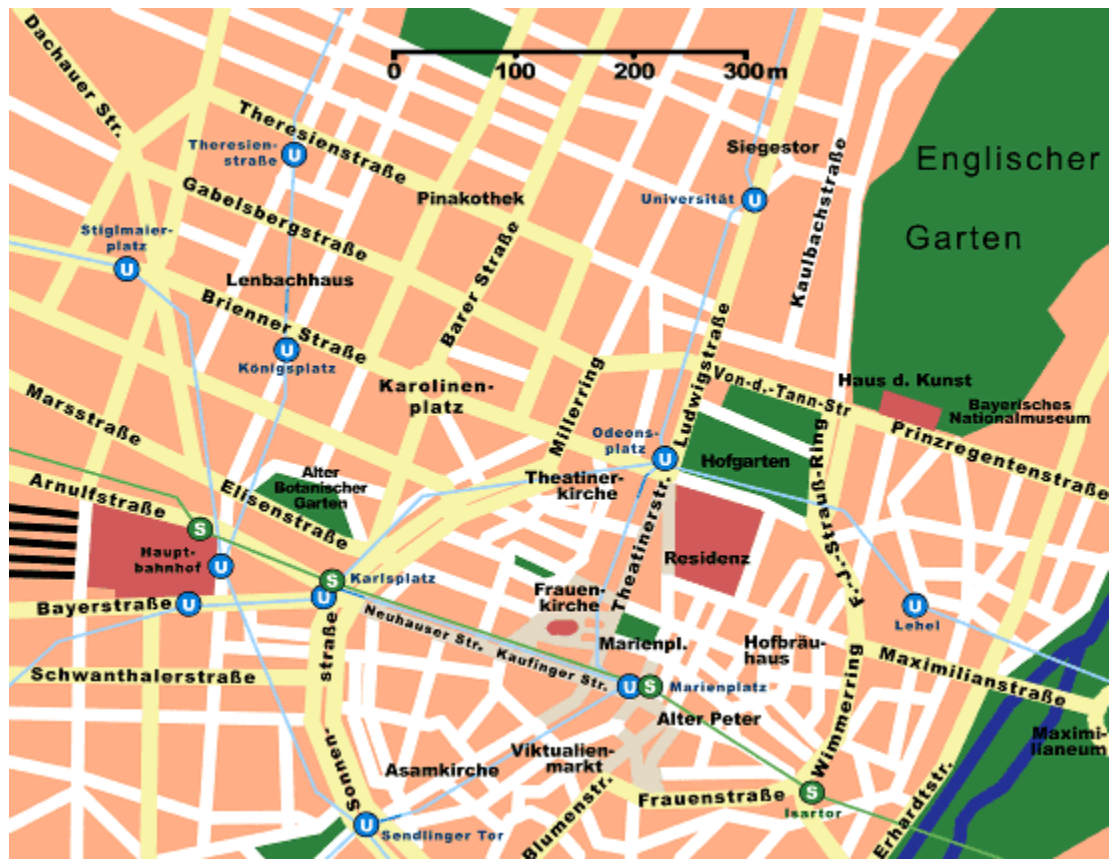 Dachauer Str.
0 100 200 300m
Theresienstraße
Theresien-
straße
U
Siegestor
Englischer
Garten
Pinakothek
Universität
U
Kaulbachstraße
Gabelsbergstraße
Stiglmaier-
platz
U
Lenbachhaus
Barer Straße
Brienner Straße
U
Königsplatz
Ludwigstraße
Karolinen-
platz
Millerring
Von-d.-Tann-Str
Haus d. Kunst
Bayerisches
Nationalmuseum
Prinzregentenstraße
Marsstraße
Odeons-
platz
U
Hofgarten
F.-J.-Strauß-Ring
Arnulfstraße
Elisenstraße
Alter
Botanischer
Garten
Theatiner-
kirche
Theatinerstr.
S
Haupt-
bahnhof
U
Residenz
S
Karlsplatz
U
Bayerstraße
U
Frauen-
kirche
U
Lehel
Neuhauser Str.
Kaufinger Str.
Marienpl.
Hofbräu-
haus
Maximilianstraße
Schwanthalerstraße
U
S
Marienplatz
Alter Peter
Wimmerring
Maximi-
lianeum
Sonnen-
straße
Asamkirche
Viktualien-
markt
Frauenstraße
S
Isartor
Erhardtstr.
Blumenstr.
U
Sendlinger Tor